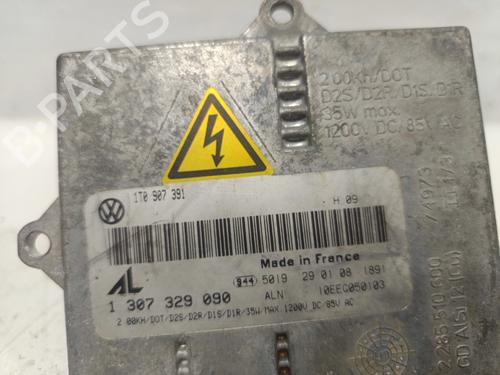 B-PARTS
2 00KH/DOT
D2S/D2R/D1S/D1R
35W max.
1200V DC/85V AC
1T0 907 391
H 09
Made in France
AL
944 5019 29 01 08 1891
1 307 329 090
ALN 10EEC050103
2 00KH/DOT/D2S/D2R/D1S/D1R/35W/MAX 1200V DC/85V AC